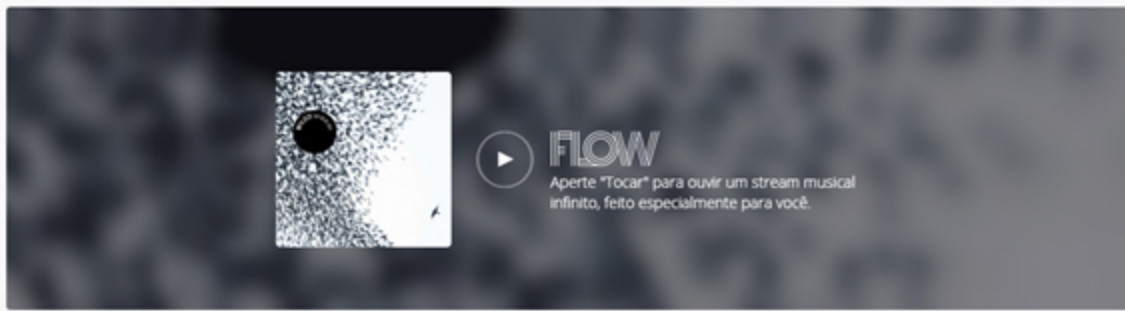 FLOW
Aperte "Tocar" para ouvir um stream musical
infinito, feito especialmente para você.